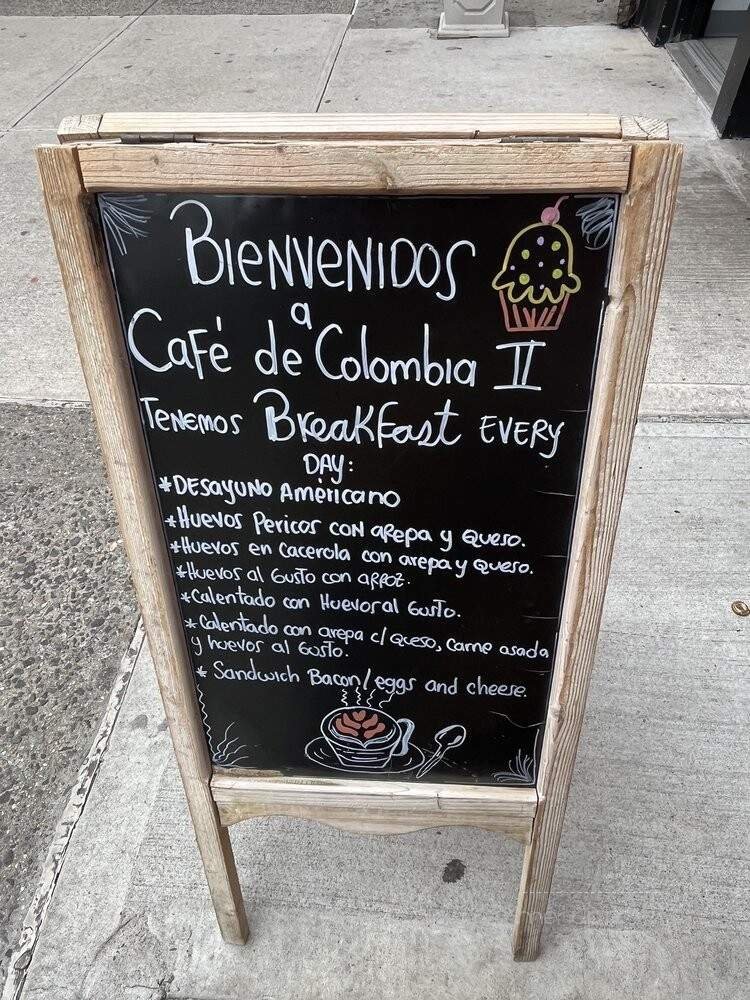 BIENVENIDOS
a
Café de Colombia II
TENEMOS BreakFast EVERY
DAY:
*DESAYUNO Américano
*HUEVOS Pericos CON arepa y Queso.
*Huevos en Cacerola con arepa y Queso.
*Huevos al GUSTO con arroz.
*Calentado con Huevos al GUSTO.
* Calentado con arepa c/ Queso, Carne asada
y huevos al GUSTO.
* Sandwich Bacon/eggs and cheese.